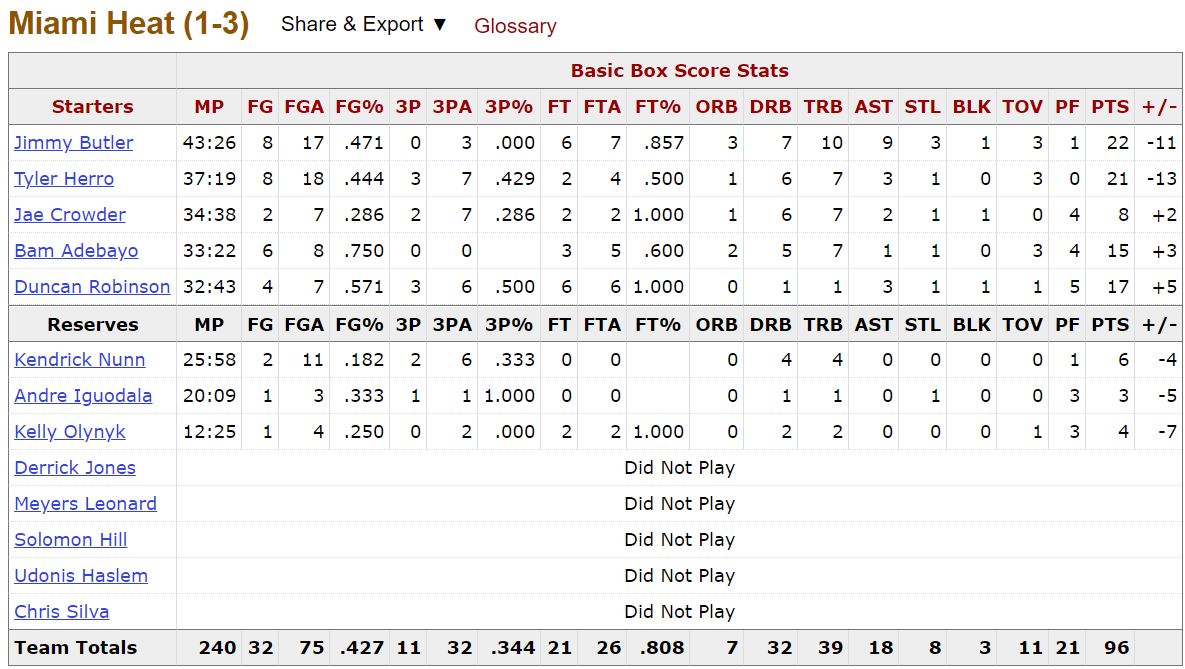 Miami Heat (1-3) Share & Export ▼ Glossary
Basic Box Score Stats
Starters MP FG FGA FG% 3P 3PA 3P% FT FTA FT% ORB DRB TRB AST STL BLK TOV PF PTS +/-
Jimmy Butler 43:26 8 17 .471 0 3 .000 6 7 .857 3 7 10 9 3 1 3 1 22 -11
Tyler Herro 37:19 8 18 .444 3 7 .429 2 4 .500 1 6 7 3 1 0 3 0 21 -13
Jae Crowder 34:38 2 7 .286 2 7 .286 2 2 1.000 1 6 7 2 1 1 0 4 8 +2
Bam Adebayo 33:22 6 8 .750 0 0 3 5 .600 2 5 7 1 1 0 3 4 15 +3
Duncan Robinson 32:43 4 7 .571 3 6 .500 6 6 1.000 0 1 1 3 1 1 1 5 17 +5
Reserves MP FG FGA FG% 3P 3PA 3P% FT FTA FT% ORB DRB TRB AST STL BLK TOV PF PTS +/-
Kendrick Nunn 25:58 2 11 .182 2 6 .333 0 0 0 4 4 0 0 0 0 1 6 -4
Andre Iguodala 20:09 1 3 .333 1 1 1.000 0 0 0 1 1 0 1 0 0 3 3 -5
Kelly Olynyk 12:25 1 4 .250 0 2 .000 2 2 1.000 0 2 2 0 0 0 1 3 4 -7
Derrick Jones Did Not Play
Meyers Leonard Did Not Play
Solomon Hill Did Not Play
Udonis Haslem Did Not Play
Chris Silva Did Not Play
Team Totals 240 32 75 .427 11 32 .344 21 26 .808 7 32 39 18 8 3 11 21 96